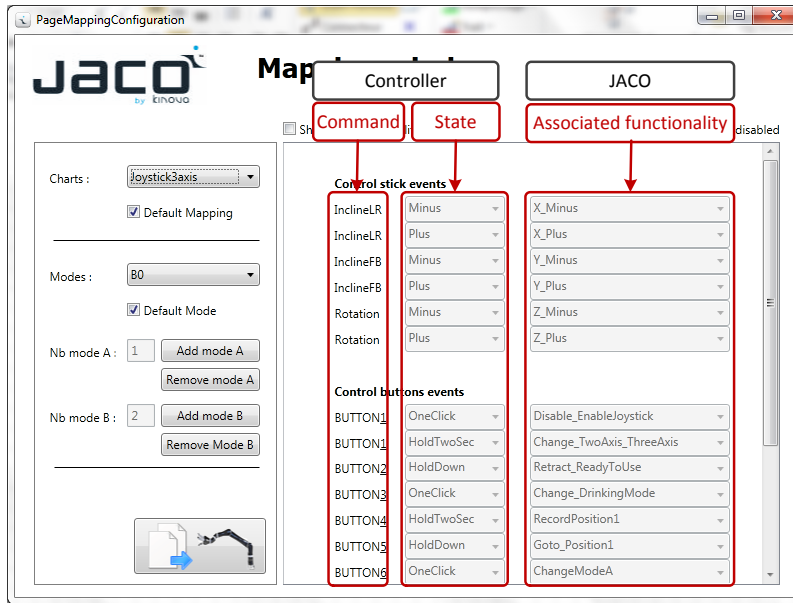 PageMappingConfiguration
Jaco
by kinova
Map
Controller
JACO
Command
State
Associated functionality
Sh
disabled
Charts :
Joystick3axis
Default Mapping
Modes :
B0
Default Mode
Nb mode A :
1
Add mode A
Remove mode A
Nb mode B :
2
Add mode B
Remove Mode B
Control stick events
InclineLR Minus X_Minus
InclineLR Plus X_Plus
InclineFB Minus Y_Minus
InclineFB Plus Y_Plus
Rotation Minus Z_Minus
Rotation Plus Z_Plus
Control buttons events
BUTTON1 OneClick Disable_EnableJoystick
BUTTON1 HoldTwoSec Change_TwoAxis_ThreeAxis
BUTTON2 HoldDown Retract_ReadyToUse
BUTTON3 OneClick Change_DrinkingMode
BUTTON4 HoldTwoSec RecordPosition1
BUTTON5 HoldDown Goto_Position1
BUTTON6 OneClick ChangeModeA